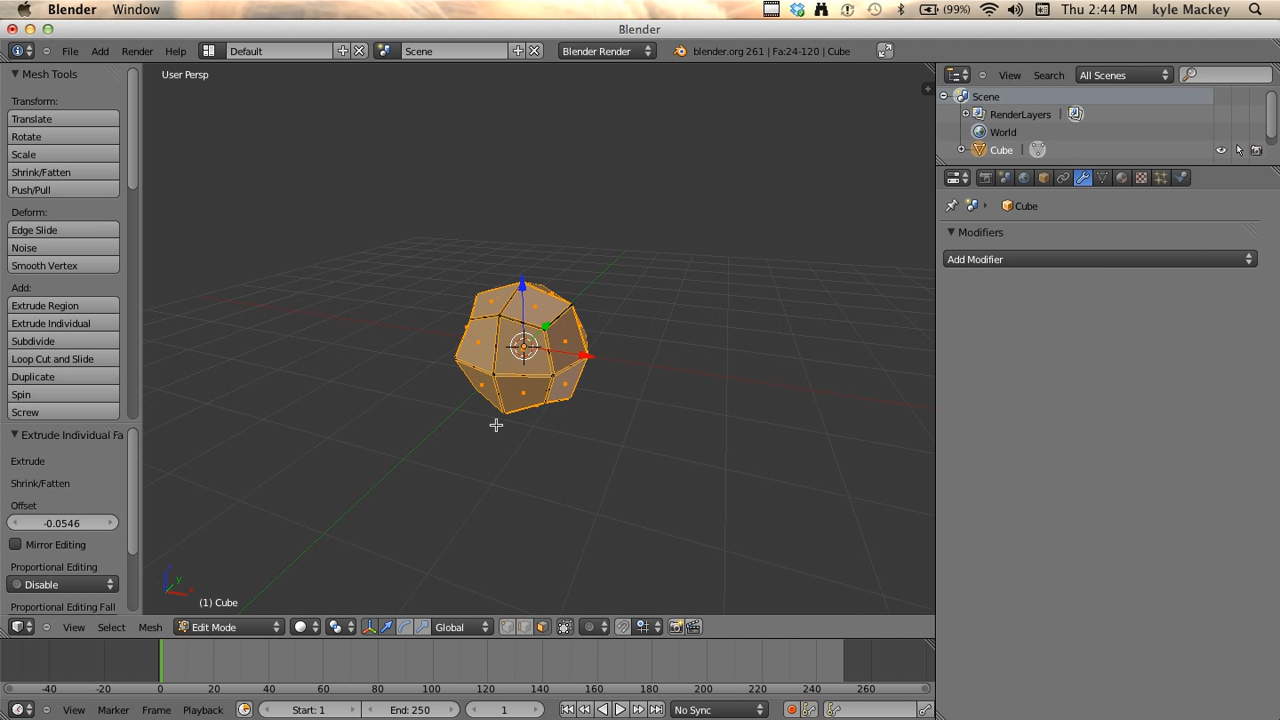 Blender Window (99%) Thu 2:44 PM kyle Mackey
Blender
File Add Render Help Default Scene Blender Render blender.org 261 | Fa:24-120 | Cube
Mesh Tools
Transform:
Translate
Rotate
Scale
Shrink/Fatten
Push/Pull
Deform:
Edge Slide
Noise
Smooth Vertex
Add:
Extrude Region
Extrude Individual
Subdivide
Loop Cut and Slide
Duplicate
Spin
Screw
Extrude Individual Fa
Extrude
Shrink/Fatten
Offset
-0.0546
Mirror Editing
Proportional Editing
Disable
Proportional Editing Fall
User Persp
z
y
x
(1) Cube
View Search All Scenes
Scene
RenderLayers |
World
Cube |
Cube
Modifiers
Add Modifier
View Select Mesh Edit Mode Global
-40 -20 0 20 40 60 80 100 120 140 160 180 200 220 240 260
View Marker Frame Playback Start: 1 End: 250 1 No Sync